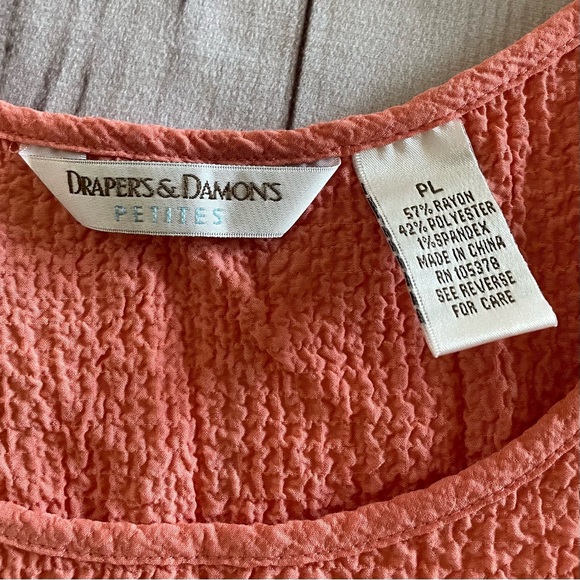 DRAPER'S & DAMON'S
PETITES
PL
57% RAYON
42% POLYESTER
1% SPANDEX
MADE IN CHINA
RN 105378
SEE REVERSE
FOR CARE